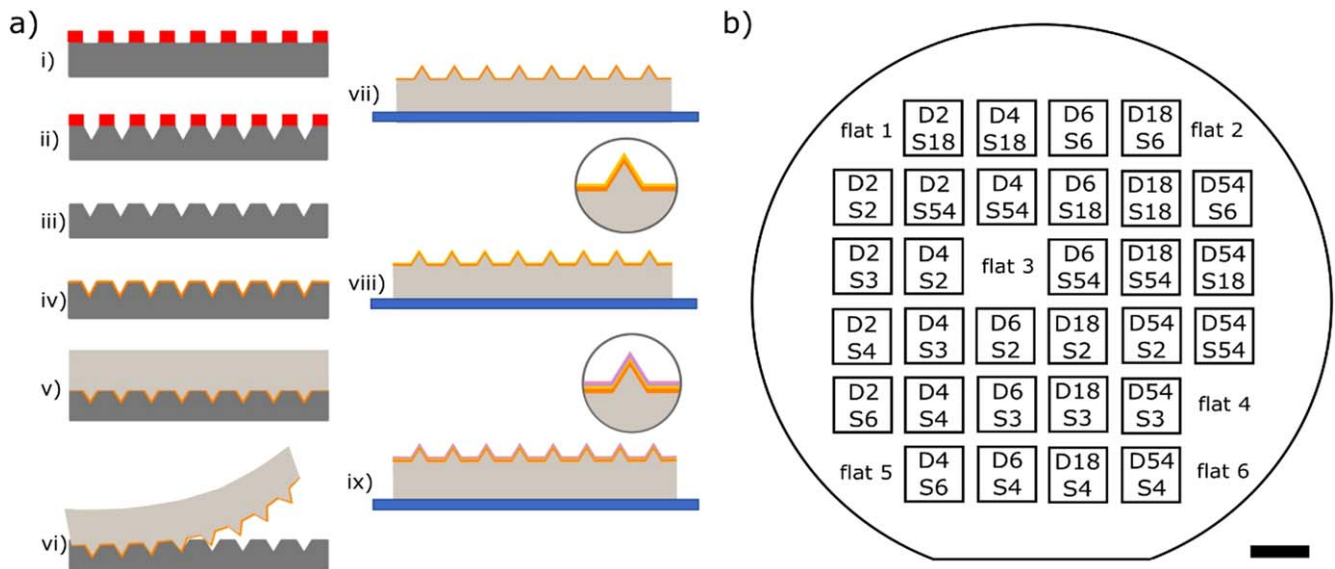 a)
i)
ii)
iii)
iv)
v)
vi)
vii)
viii)
ix)
b)
flat 1
D2
S18
D4
S18
D6
S6
D18
S6
flat 2
D2
S2
D2
S54
D4
S54
D6
S18
D18
S18
D54
S6
D2
S3
D4
S2
flat 3
D6
S54
D18
S54
D54
S18
D2
S4
D4
S3
D6
S2
D18
S2
D54
S2
D54
S54
D2
S6
D4
S4
D6
S3
D18
S3
D54
S3
flat 4
flat 5
D4
S6
D6
S4
D18
S4
D54
S4
flat 6